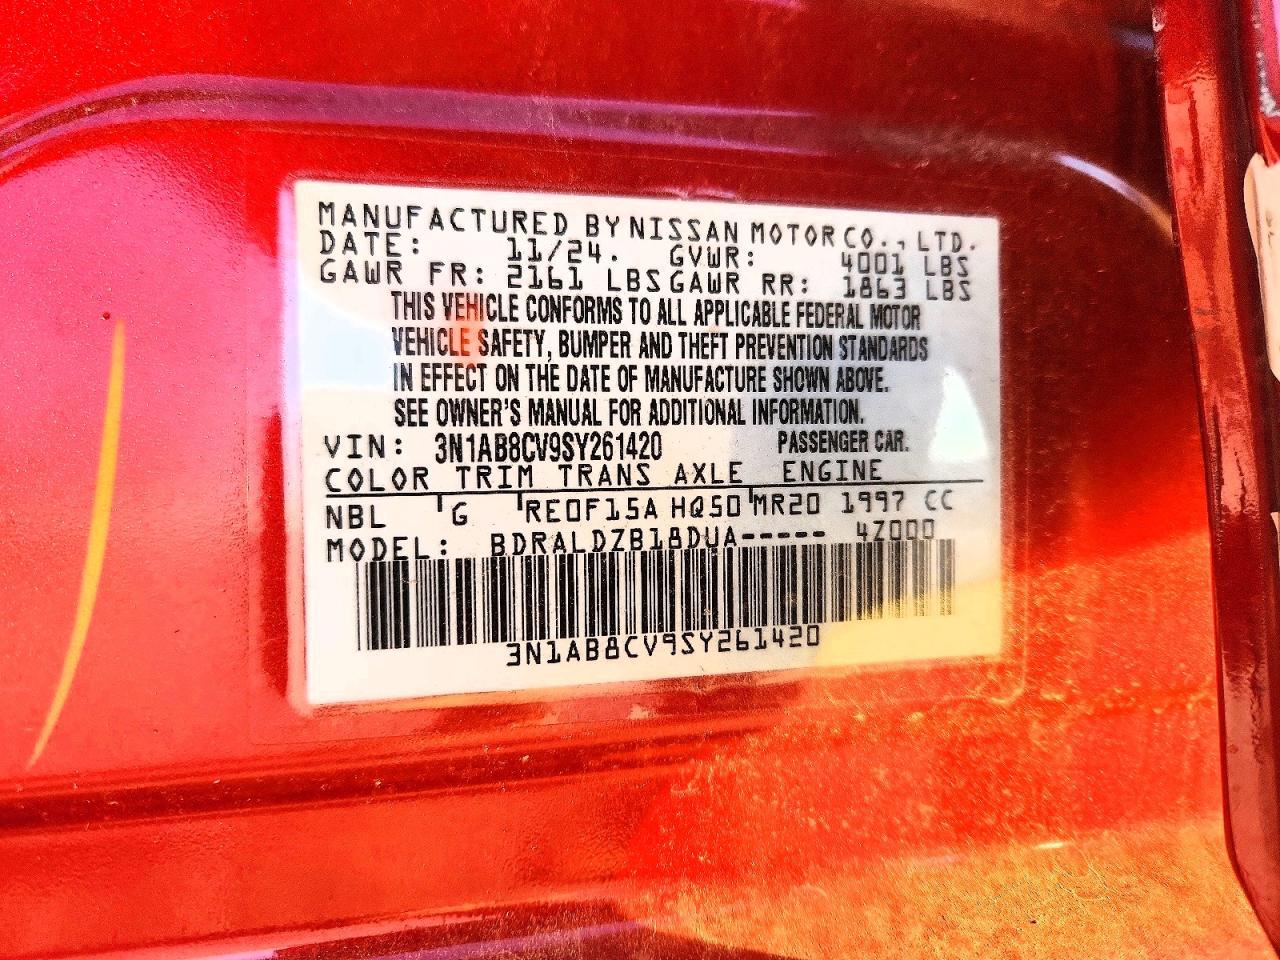 MANUFACTURED BY NISSAN MOTOR CO., LTD.
DATE: 11/24. GVWR: 4001 LBS
GAWR FR: 2161 LBS GAWR RR: 1863 LBS
THIS VEHICLE CONFORMS TO ALL APPLICABLE FEDERAL MOTOR
VEHICLE SAFETY, BUMPER AND THEFT PREVENTION STANDARDS
IN EFFECT ON THE DATE OF MANUFACTURE SHOWN ABOVE.
SEE OWNER'S MANUAL FOR ADDITIONAL INFORMATION.
VIN: 3N1AB8CV9SY261420 PASSENGER CAR.
COLOR TRIM TRANS AXLE ENGINE
NBL G RE0F15A HQ50 MR20 1997 CC
MODEL: BDRALDZB18DUA----- 4Z000
3N1AB8CV9SY261420